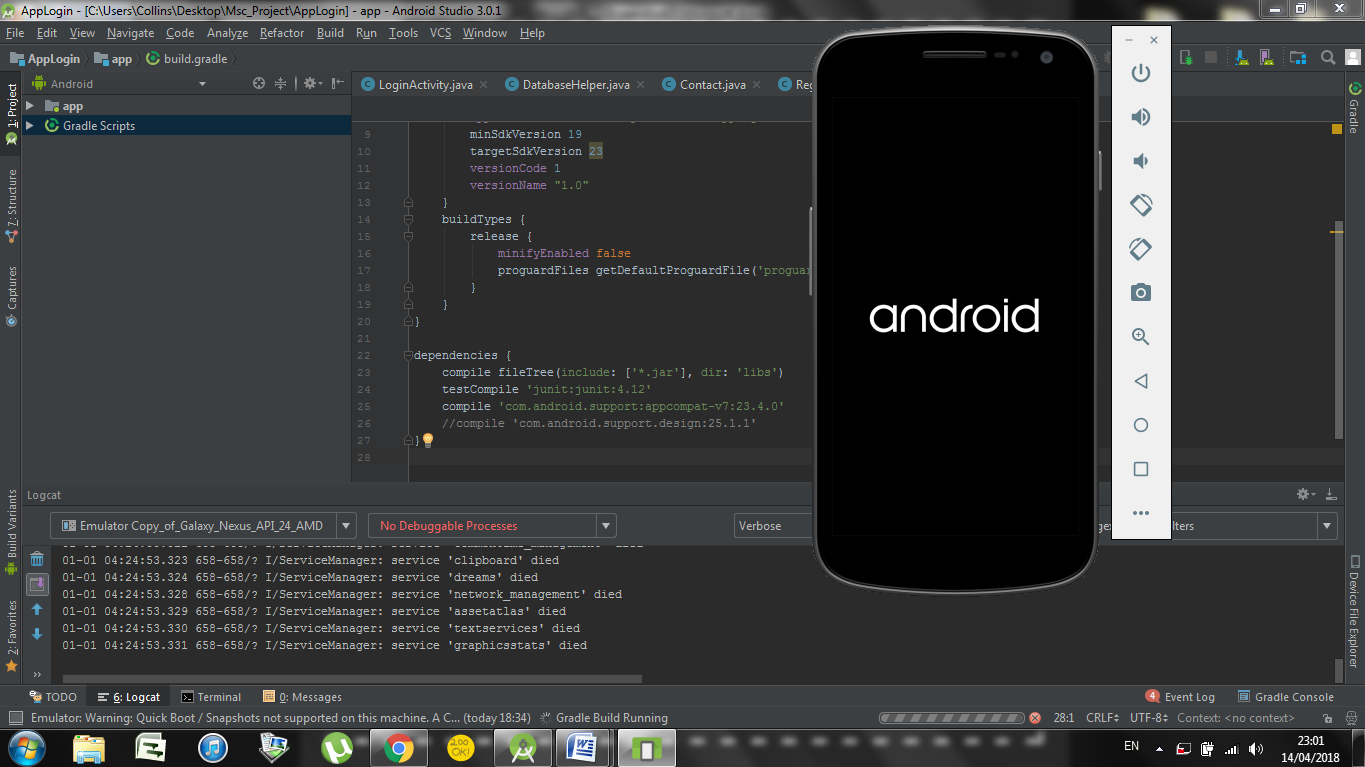 AppLogin - [C:\Users\Collins\Desktop\Msc_Project\AppLogin] - app - Android Studio 3.0.1
File Edit View Navigate Code Analyze Refactor Build Run Tools VCS Window Help
AppLogin app build.gradle
1: Project
7: Structure
Captures
Build Variants
2: Favorites
Android
app
Gradle Scripts
LoginActivity.java DatabaseHelper.java Contact.java
9 minSdkVersion 19
10 targetSdkVersion 23
11 versionCode 1
12 versionName "1.0"
13 }
14 buildTypes {
15 release {
16 minifyEnabled false
17 proguardFiles getDefaultProguardFile('proguar
18 }
19 }
20 }
21
22 dependencies {
23 compile fileTree(include: ['*.jar'], dir: 'libs')
24 testCompile 'junit:junit:4.12'
25 compile 'com.android.support:appcompat-v7:23.4.0'
26 //compile 'com.android.support.design:25.1.1'
27 }
28
android
Gradle
Device File Explorer
Logcat
Emulator Copy_of_Galaxy_Nexus_API_24_AMD No Debuggable Processes Verbose
01-01 04:24:53.323 658-658/? I/ServiceManager: service 'clipboard' died
01-01 04:24:53.324 658-658/? I/ServiceManager: service 'dreams' died
01-01 04:24:53.328 658-658/? I/ServiceManager: service 'network_management' died
01-01 04:24:53.329 658-658/? I/ServiceManager: service 'assetatlas' died
01-01 04:24:53.330 658-658/? I/ServiceManager: service 'textservices' died
01-01 04:24:53.331 658-658/? I/ServiceManager: service 'graphicsstats' died
TODO 6: Logcat Terminal 0: Messages 4 Event Log Gradle Console
Emulator: Warning: Quick Boot / Snapshots not supported on this machine. A C... (today 18:34) Gradle Build Running 28:1 CRLF UTF-8 Context: <no context>
200 OK!
EN 23:01
14/04/2018